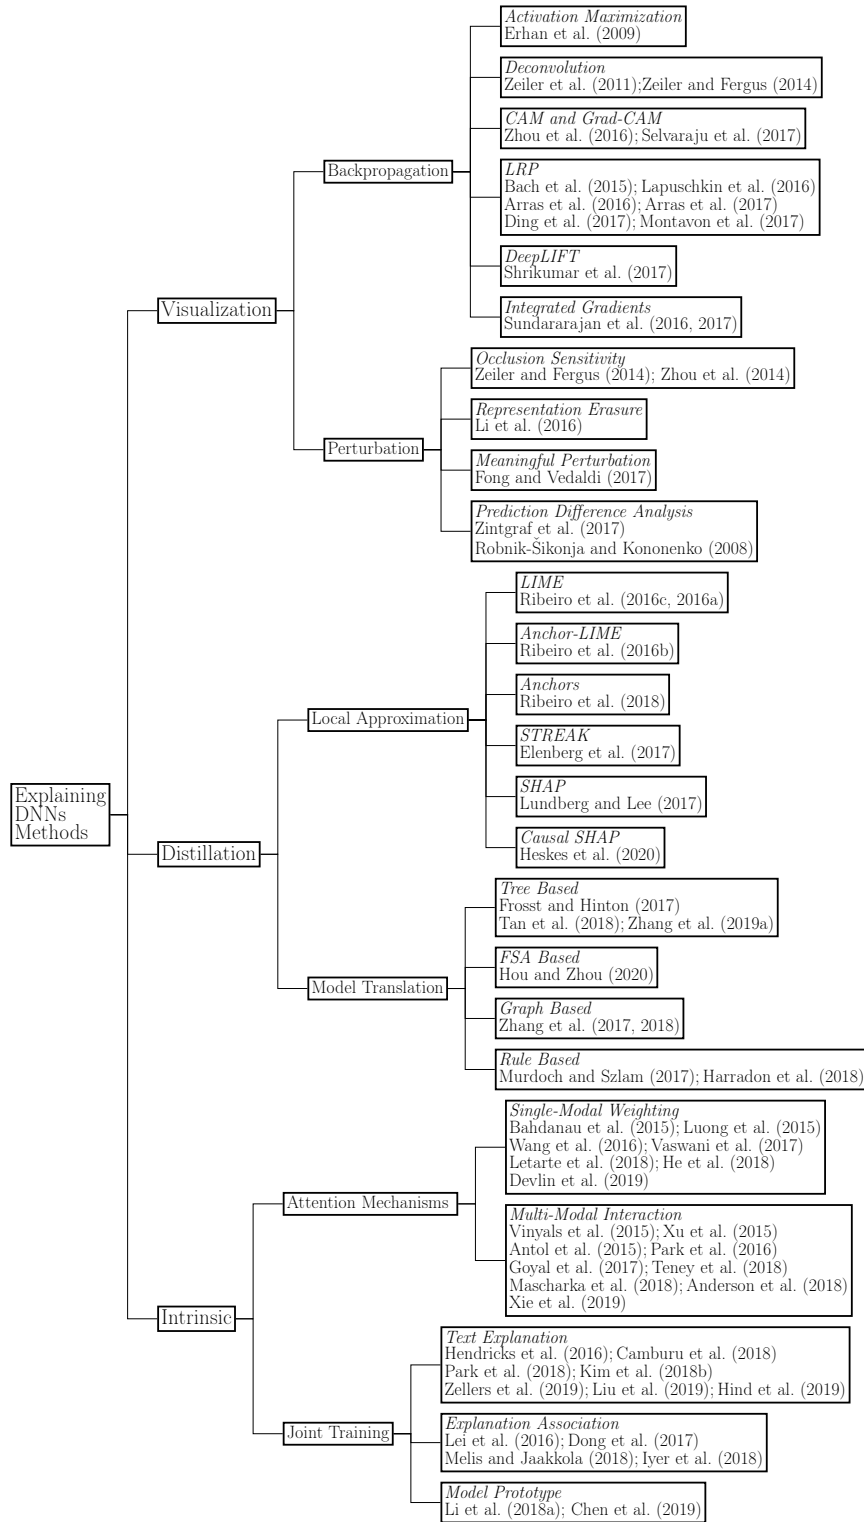 Explaining
DNNs
Methods
Visualization
Backpropagation
Activation Maximization
Erhan et al. (2009)
Deconvolution
Zeiler et al. (2011);Zeiler and Fergus (2014)
CAM and Grad-CAM
Zhou et al. (2016); Selvaraju et al. (2017)
LRP
Bach et al. (2015); Lapuschkin et al. (2016)
Arras et al. (2016); Arras et al. (2017)
Ding et al. (2017); Montavon et al. (2017)
DeepLIFT
Shrikumar et al. (2017)
Integrated Gradients
Sundararajan et al. (2016, 2017)
Perturbation
Occlusion Sensitivity
Zeiler and Fergus (2014); Zhou et al. (2014)
Representation Erasure
Li et al. (2016)
Meaningful Perturbation
Fong and Vedaldi (2017)
Prediction Difference Analysis
Zintgraf et al. (2017)
Robnik-Šikonja and Kononenko (2008)
Distillation
Local Approximation
LIME
Ribeiro et al. (2016c, 2016a)
Anchor-LIME
Ribeiro et al. (2016b)
Anchors
Ribeiro et al. (2018)
STREAK
Elenberg et al. (2017)
SHAP
Lundberg and Lee (2017)
Causal SHAP
Heskes et al. (2020)
Model Translation
Tree Based
Frosst and Hinton (2017)
Tan et al. (2018); Zhang et al. (2019a)
FSA Based
Hou and Zhou (2020)
Graph Based
Zhang et al. (2017, 2018)
Rule Based
Murdoch and Szlam (2017); Harradon et al. (2018)
Intrinsic
Attention Mechanisms
Single-Modal Weighting
Bahdanau et al. (2015); Luong et al. (2015)
Wang et al. (2016); Vaswani et al. (2017)
Letarte et al. (2018); He et al. (2018)
Devlin et al. (2019)
Multi-Modal Interaction
Vinyals et al. (2015); Xu et al. (2015)
Antol et al. (2015); Park et al. (2016)
Goyal et al. (2017); Teney et al. (2018)
Mascharka et al. (2018); Anderson et al. (2018)
Xie et al. (2019)
Joint Training
Text Explanation
Hendricks et al. (2016); Camburu et al. (2018)
Park et al. (2018); Kim et al. (2018b)
Zellers et al. (2019); Liu et al. (2019); Hind et al. (2019)
Explanation Association
Lei et al. (2016); Dong et al. (2017)
Melis and Jaakkola (2018); Iyer et al. (2018)
Model Prototype
Li et al. (2018a); Chen et al. (2019)